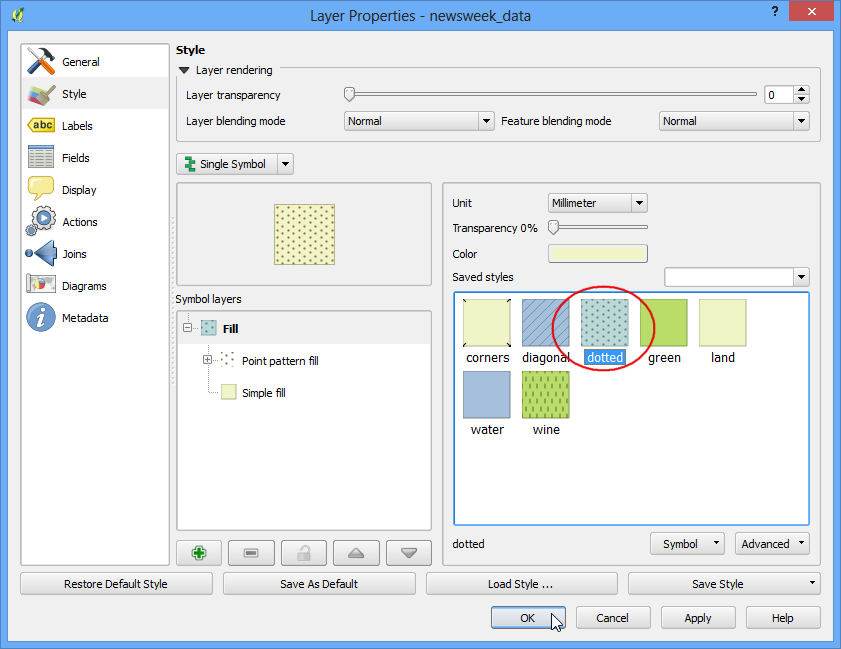 Layer Properties - newsweek_data
?
General
Style
abc Labels
Fields
Display
Actions
Joins
Diagrams
i Metadata
Style
Layer rendering
Layer transparency
0
Layer blending mode
Normal
Feature blending mode
Normal
Single Symbol
Symbol layers
Fill
Point pattern fill
Simple fill
Unit
Millimeter
Transparency 0%
Color
Saved styles
corners diagonal dotted green land
water wine
dotted
Symbol
Advanced
Restore Default Style
Save As Default
Load Style ...
Save Style
OK
Cancel
Apply
Help